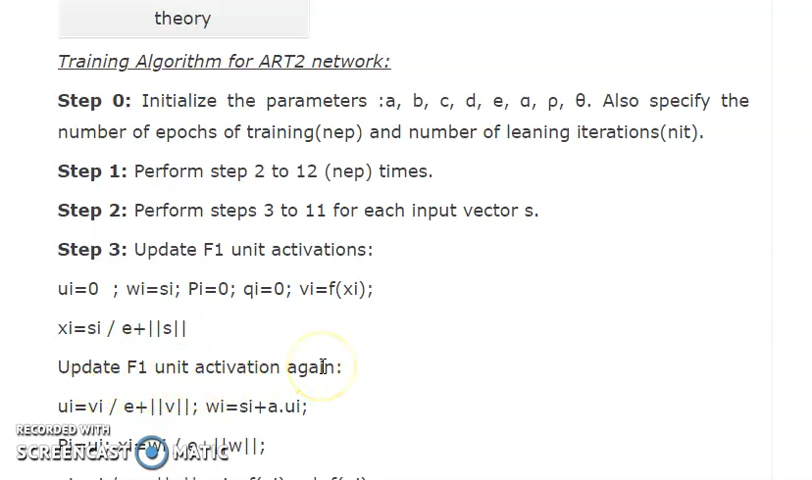 theory
Training Algorithm for ART2 network:
Step 0: Initialize the parameters :a, b, c, d, e, ɑ, ρ, θ. Also specify the
number of epochs of training(nep) and number of leaning iterations(nit).
Step 1: Perform step 2 to 12 (nep) times.
Step 2: Perform steps 3 to 11 for each input vector s.
Step 3: Update F1 unit activations:
ui=0 ; wi=si; Pi=0; qi=0; vi=f(xi);
xi=si / e+||s||
Update F1 unit activation again:
ui=vi / e+||v||; wi=si+a.ui;
RECORDED WITH
Pi=ui; xi=wi / e+||w||;
SCREENCAST MATIC